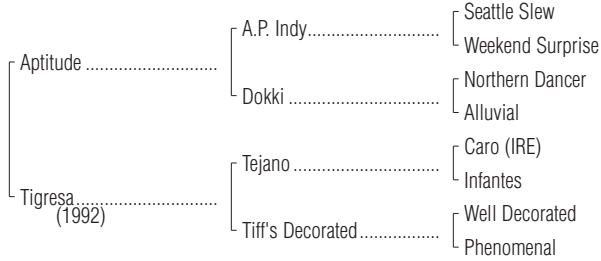 Seattle Slew
A.P. Indy..............................
Weekend Surprise
Aptitude ..............................
Northern Dancer
Dokki ..................................
Alluvial
Caro (IRE)
Tejano .................................
Infantes
Tigresa................................
(1992)
Well Decorated
Tiff's Decorated..................
Phenomenal